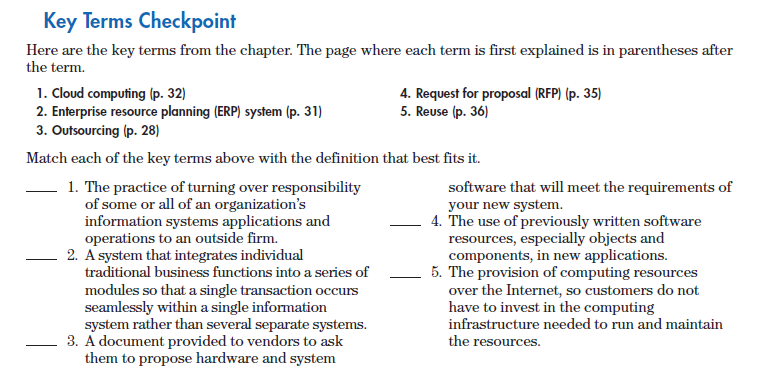 Key Terms Checkpoint
Here are the key terms from the chapter. The page where each term is first explained is in parentheses after
the term.
1. Cloud computing (p. 32)
2. Enterprise resource planning (ERP) system (p. 31)
3. Outsourcing (p. 28)
4. Request for proposal (RFP) (p. 35)
5. Reuse (p. 36)
Match each of the key terms above with the definition that best fits it.
____ 1. The practice of turning over responsibility
of some or all of an organization's
information systems applications and
operations to an outside firm.
____ 2. A system that integrates individual
traditional business functions into a series of
modules so that a single transaction occurs
seamlessly within a single information
system rather than several separate systems.
____ 3. A document provided to vendors to ask
them to propose hardware and system
software that will meet the requirements of
your new system.
____ 4. The use of previously written software
resources, especially objects and
components, in new applications.
____ 5. The provision of computing resources
over the Internet, so customers do not
have to invest in the computing
infrastructure needed to run and maintain
the resources.